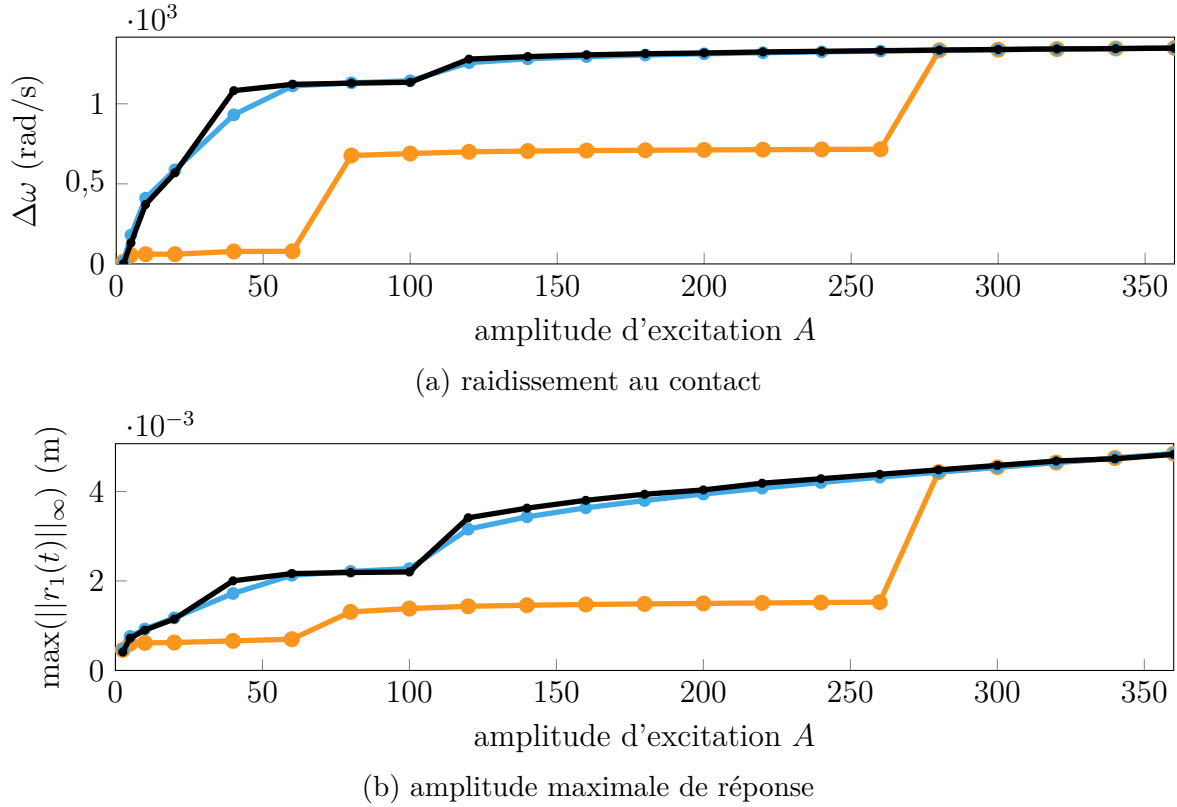 ·10³
1
0,5
0
Δω (rad/s)
0 50 100 150 200 250 300 350
amplitude d'excitation A
(a) raidissement au contact
·10⁻³
4
2
0
max(||r₁(t)||∞) (m)
0 50 100 150 200 250 300 350
amplitude d'excitation A
(b) amplitude maximale de réponse